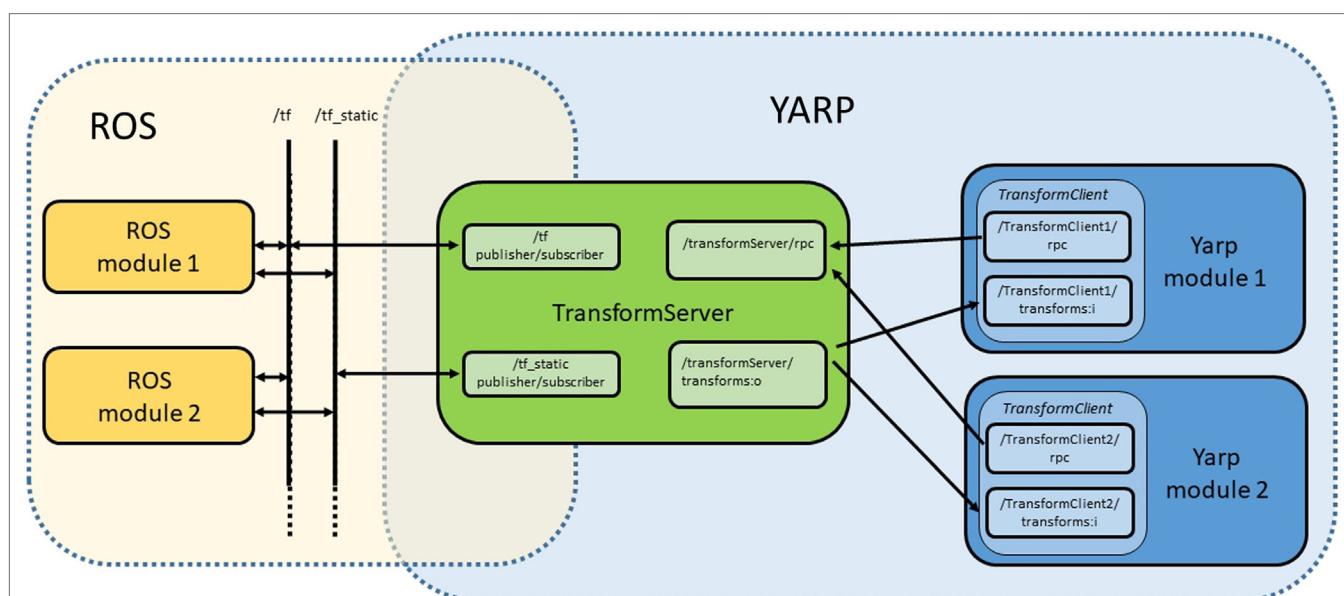 ROS
/tf
/tf_static
YARP
ROS
module 1
ROS
module 2
/tf
publisher/subscriber
/transformServer/rpc
TransformServer
/tf_static
publisher/subscriber
/transformServer/
transforms:o
TransformClient
/TransformClient1/
rpc
/TransformClient1/
transforms:i
Yarp
module 1
TransformClient
/TransformClient2/
rpc
/TransformClient2/
transforms:i
Yarp
module 2